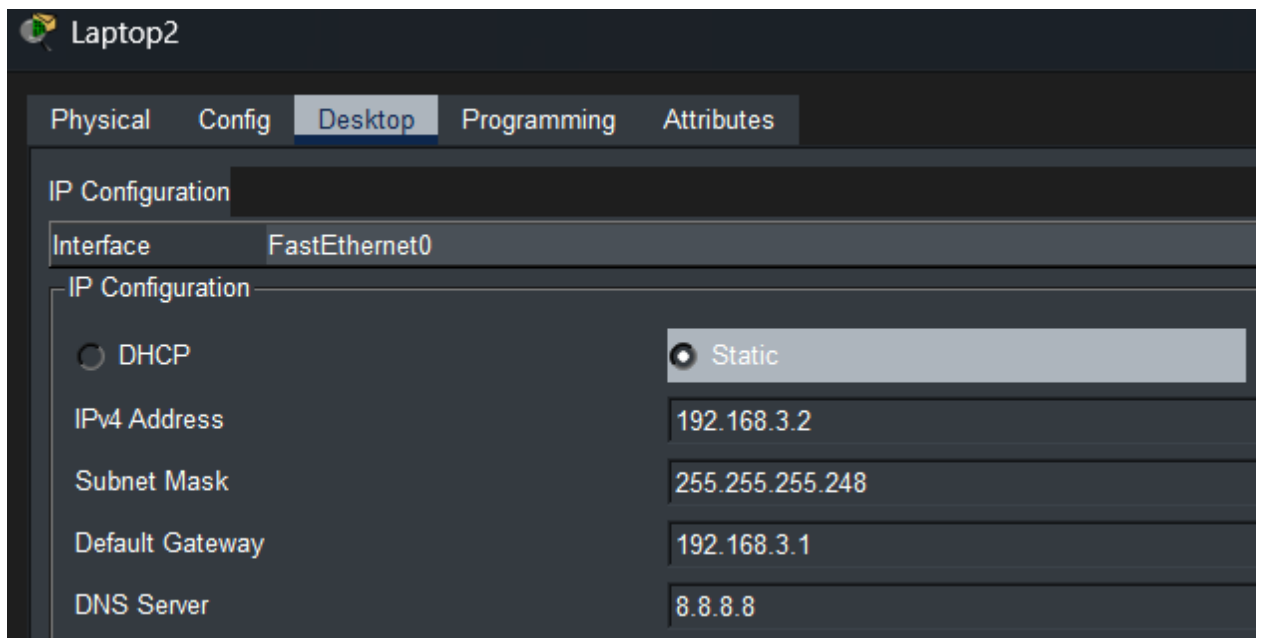 Laptop2
Physical Config Desktop Programming Attributes
IP Configuration
Interface FastEthernet0
IP Configuration
DHCP Static
IPv4 Address 192.168.3.2
Subnet Mask 255.255.255.248
Default Gateway 192.168.3.1
DNS Server 8.8.8.8